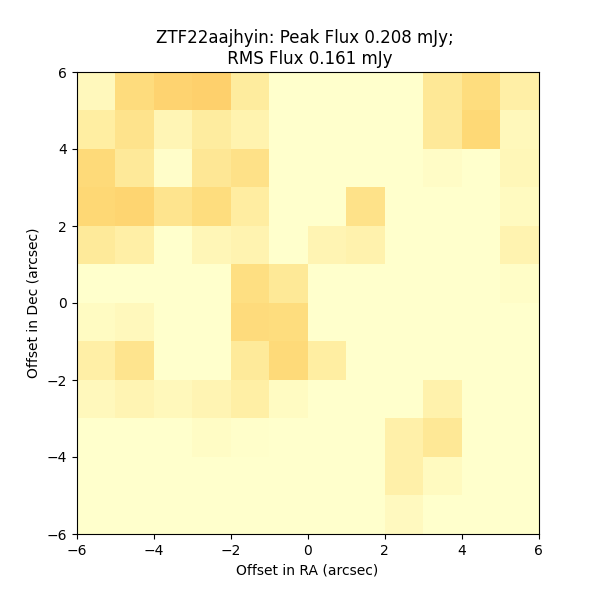 ZTF22aajhyin: Peak Flux 0.208 mJy;
RMS Flux 0.161 mJy
6
4
2
0
−2
−4
−6
Offset in Dec (arcsec)
−6 −4 −2 0 2 4 6
Offset in RA (arcsec)